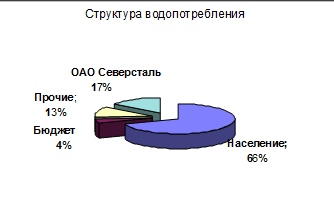 Структура водопотребления
ОАО Северсталь
17%
Прочие;
13%
Бюджет
4%
Население;
66%